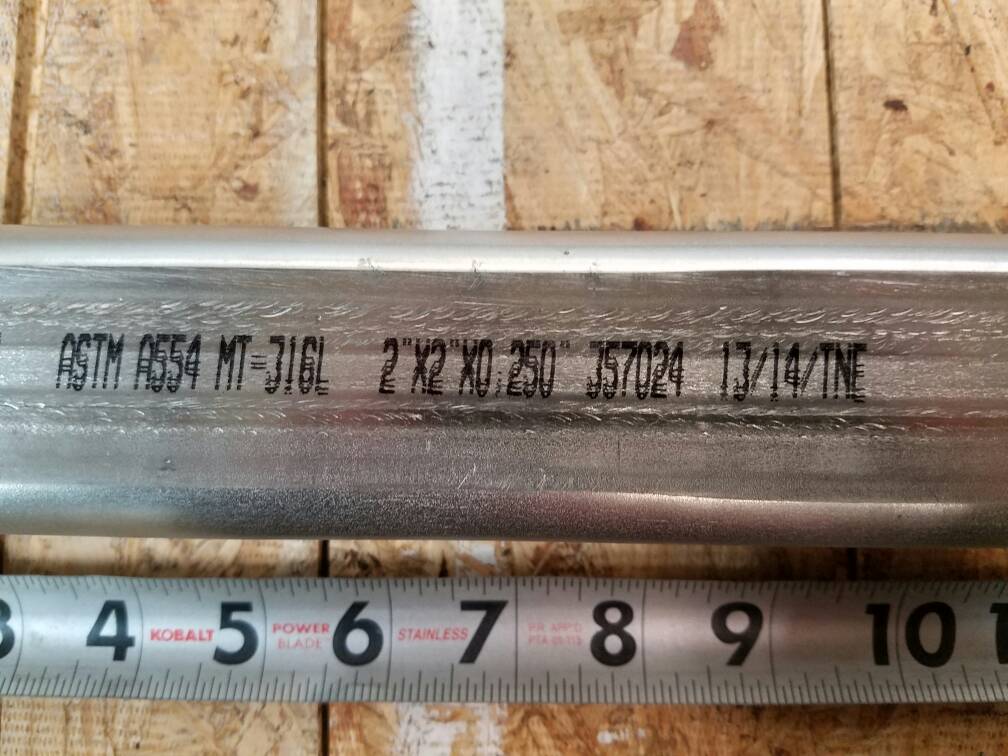 ASTM A554 MT-316L 2"X2"X0.250" J57024 13/14/TNE
3 4 KOBALT 5 POWER BLADE 6 STAINLESS 7 8 9 10 1